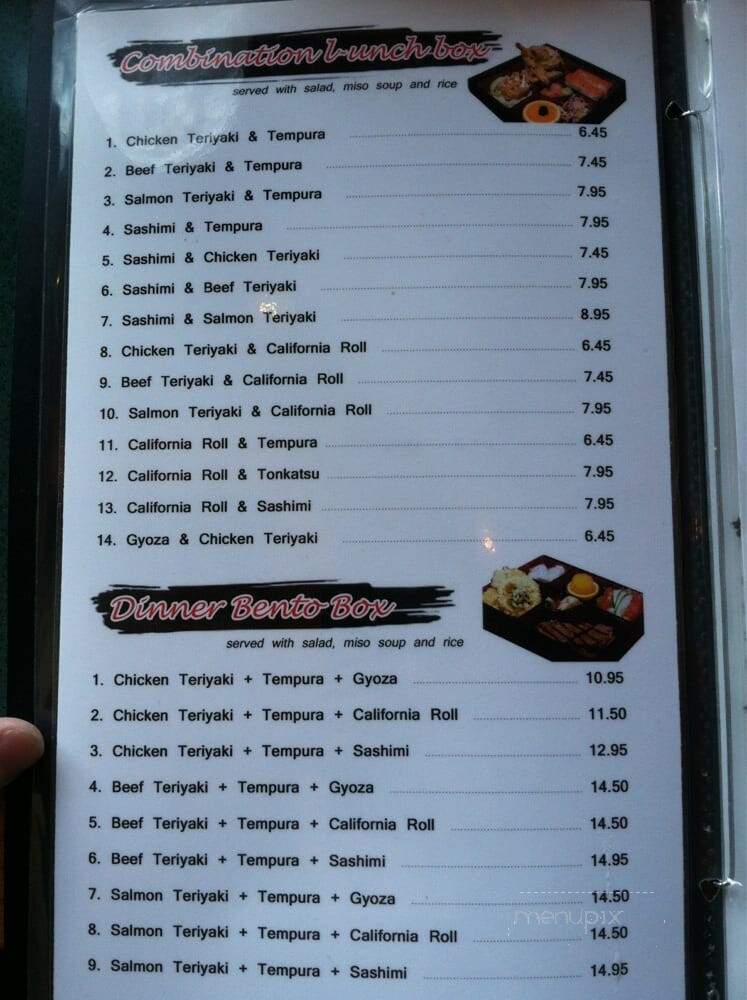 Combination l-unch box
served with salad, miso soup and rice
1. Chicken Teriyaki & Tempura 6.45
2. Beef Teriyaki & Tempura 7.45
3. Salmon Teriyaki & Tempura 7.95
4. Sashimi & Tempura 7.95
5. Sashimi & Chicken Teriyaki 7.45
6. Sashimi & Beef Teriyaki 7.95
7. Sashimi & Salmon Teriyaki 8.95
8. Chicken Teriyaki & California Roll 6.45
9. Beef Teriyaki & California Roll 7.45
10. Salmon Teriyaki & California Roll 7.95
11. California Roll & Tempura 6.45
12. California Roll & Tonkatsu 7.95
13. California Roll & Sashimi 7.95
14. Gyoza & Chicken Teriyaki 6.45
Dinner Bento Box
served with salad, miso soup and rice
1. Chicken Teriyaki + Tempura + Gyoza 10.95
2. Chicken Teriyaki + Tempura + California Roll 11.50
3. Chicken Teriyaki + Tempura + Sashimi 12.95
4. Beef Teriyaki + Tempura + Gyoza 14.50
5. Beef Teriyaki + Tempura + California Roll 14.50
6. Beef Teriyaki + Tempura + Sashimi 14.95
7. Salmon Teriyaki + Tempura + Gyoza 14.50
menupix
8. Salmon Teriyaki + Tempura + California Roll 14.50
9. Salmon Teriyaki + Tempura + Sashimi 14.95